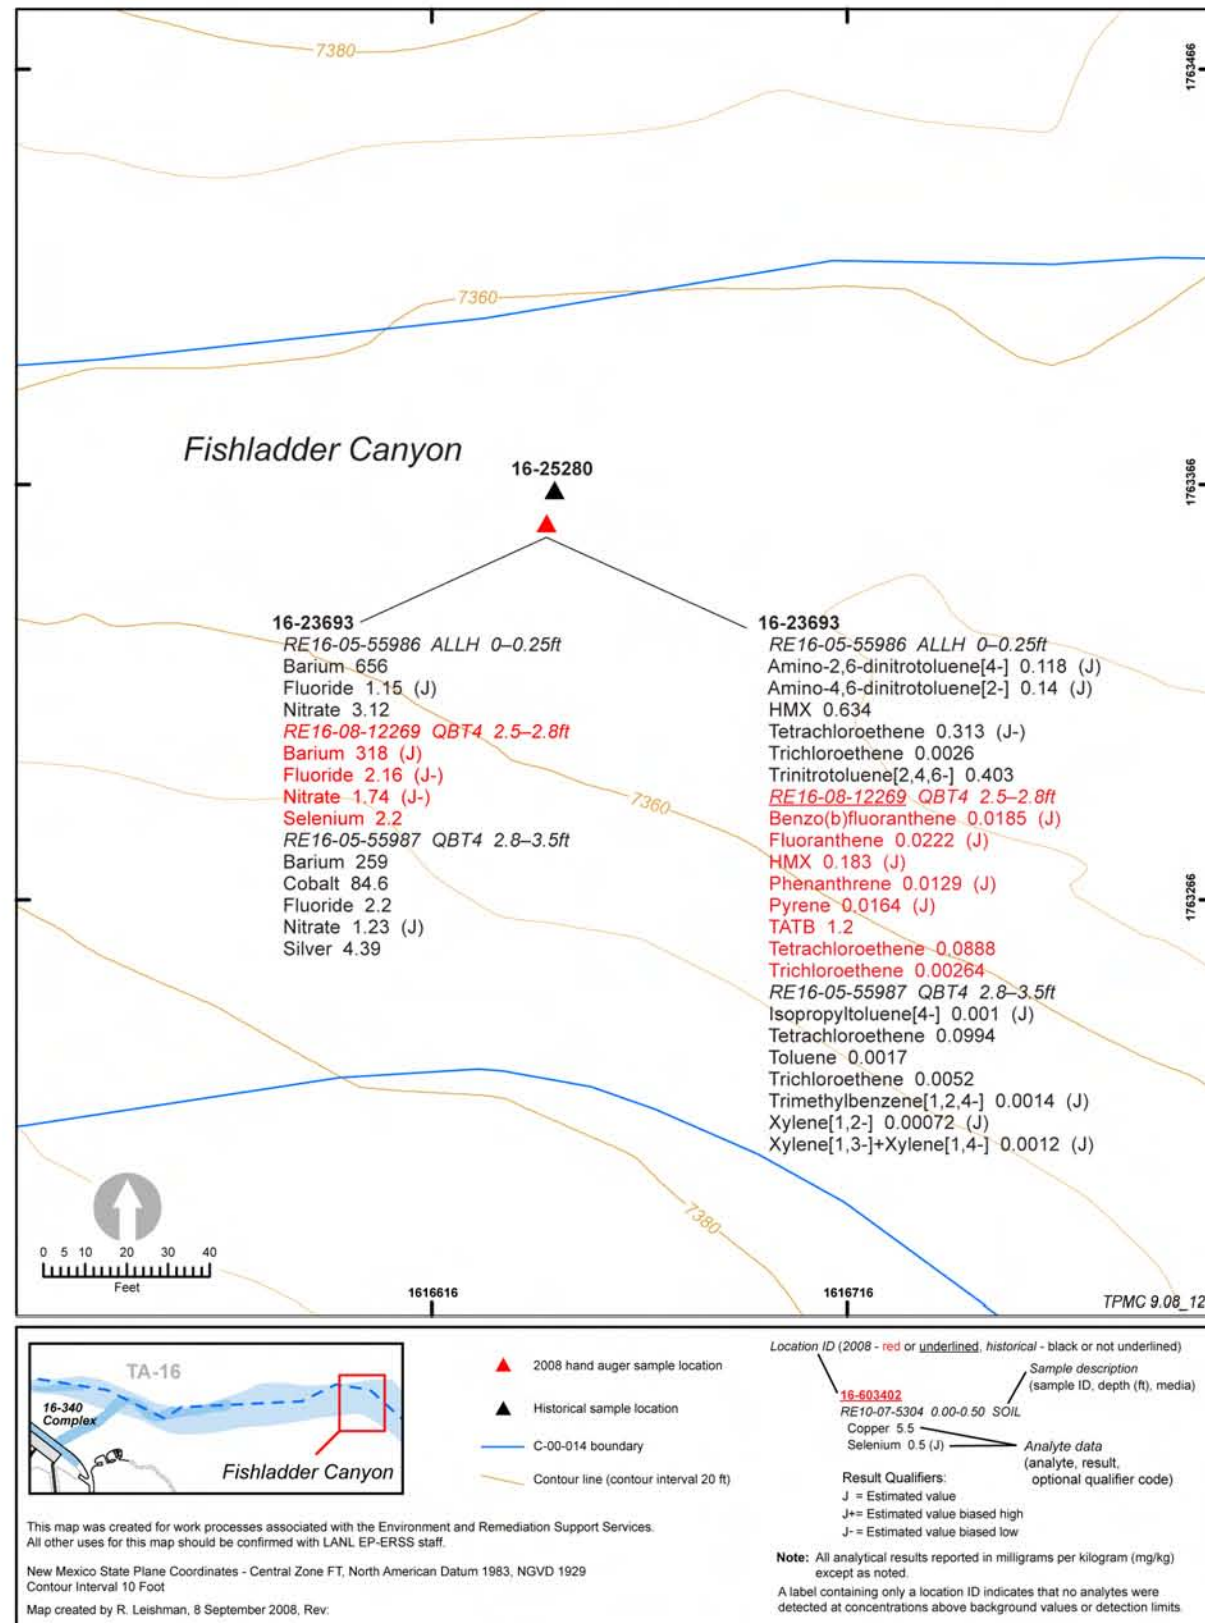 7380
1763466
7360
Fishladder Canyon
16-25280
1763366
16-23693
RE16-05-55986 ALLH 0–0.25ft
Barium 656
Fluoride 1.15 (J)
Nitrate 3.12
RE16-08-12269 QBT4 2.5–2.8ft
Barium 318 (J)
Fluoride 2.16 (J-)
Nitrate 1.74 (J-)
Selenium 2.2
RE16-05-55987 QBT4 2.8–3.5ft
Barium 259
Cobalt 84.6
Fluoride 2.2
Nitrate 1.23 (J)
Silver 4.39
16-23693
RE16-05-55986 ALLH 0–0.25ft
Amino-2,6-dinitrotoluene[4-] 0.118 (J)
Amino-4,6-dinitrotoluene[2-] 0.14 (J)
HMX 0.634
Tetrachloroethene 0.313 (J-)
Trichloroethene 0.0026
Trinitrotoluene[2,4,6-] 0.403
RE16-08-12269 QBT4 2.5–2.8ft
Benzo(b)fluoranthene 0.0185 (J)
Fluoranthene 0.0222 (J)
HMX 0.183 (J)
Phenanthrene 0.0129 (J)
Pyrene 0.0164 (J)
TATB 1.2
Tetrachloroethene 0.0888
Trichloroethene 0.00264
RE16-05-55987 QBT4 2.8–3.5ft
Isopropyltoluene[4-] 0.001 (J)
Tetrachloroethene 0.0994
Toluene 0.0017
Trichloroethene 0.0052
Trimethylbenzene[1,2,4-] 0.0014 (J)
Xylene[1,2-] 0.00072 (J)
Xylene[1,3-]+Xylene[1,4-] 0.0012 (J)
7360
1763266
7380
0 5 10 20 30 40
Feet
1616616
1616716
TPMC 9.08_12
TA-16
16-340
Complex
Fishladder Canyon
2008 hand auger sample location
Historical sample location
C-00-014 boundary
Contour line (contour interval 20 ft)
Location ID (2008 - red or underlined, historical - black or not underlined)
Sample description
(sample ID, depth (ft), media)
16-603402
RE10-07-5304 0.00-0.50 SOIL
Copper 5.5
Selenium 0.5 (J)
Analyte data
(analyte, result,
optional qualifier code)
Result Qualifiers:
J = Estimated value
J+= Estimated value biased high
J- = Estimated value biased low
Note: All analytical results reported in milligrams per kilogram (mg/kg)
except as noted.
A label containing only a location ID indicates that no analytes were
detected at concentrations above background values or detection limits.
This map was created for work processes associated with the Environment and Remediation Support Services.
All other uses for this map should be confirmed with LANL EP-ERSS staff.
New Mexico State Plane Coordinates - Central Zone FT, North American Datum 1983, NGVD 1929
Contour Interval 10 Foot
Map created by R. Leishman, 8 September 2008, Rev: